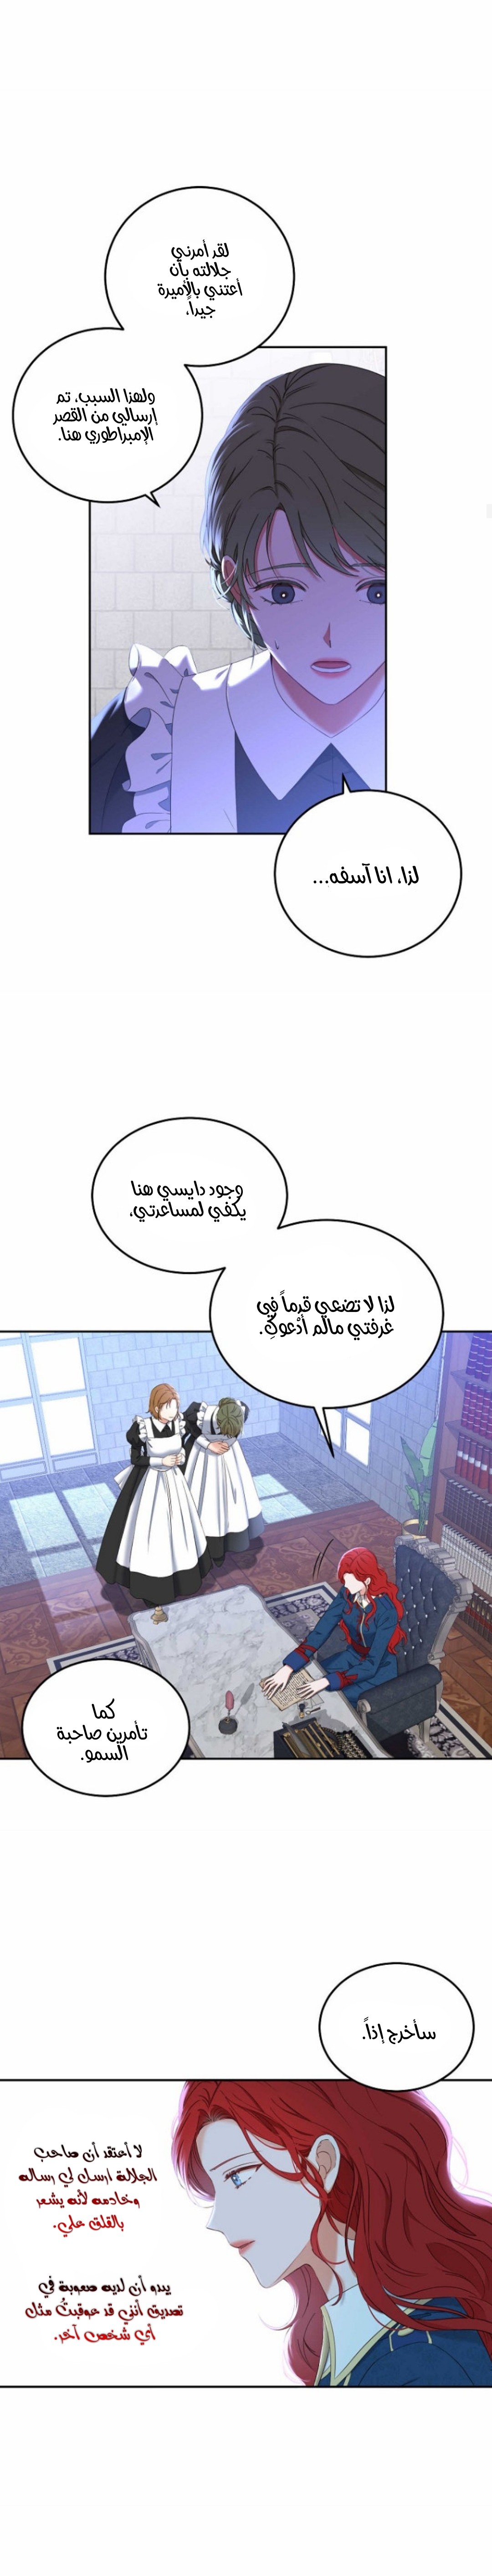 لقد أمرني
جلالته بأن
أعتني بالأميرة
جيداً،
ولهذا السبب، تم
إرسالي من القصر
الإمبراطوري هنا.
لذا، انا آسفه...
وجود دايسي هنا
يكفي لمساعدتي،
لذا لا تضعي قدماً في
غرفتي مالم أدعوكِ.
كما
تأمرين صاحبة
السمو.
سأخرج إذاً.
لا أعتقد أن صاحب
الجلالة ارسل لي رساله
وخادمه لأنه يشعر
بالقلق علي.
يبدو أن لديه صعوبة في
تصديق أنني قد عوقبتُ مثل
أي شخص آخر.